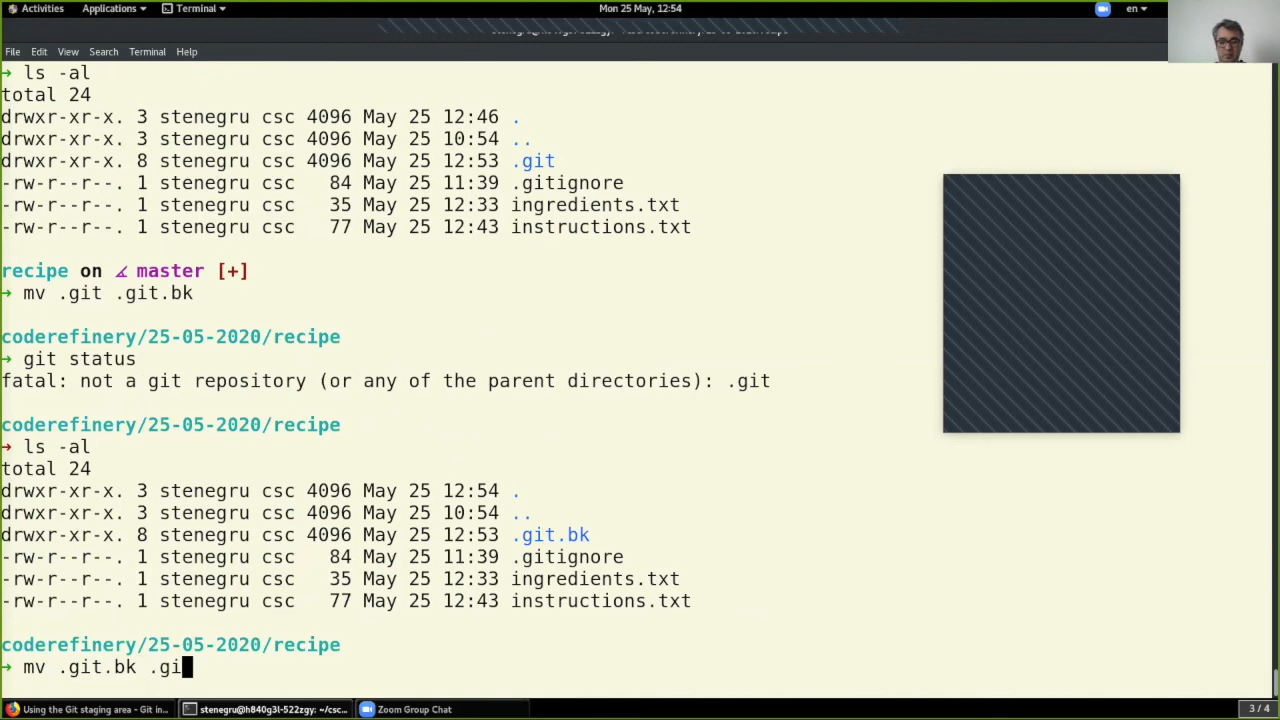 Activities Applications Terminal Mon 25 May, 12:54 en
File Edit View Search Terminal Help
→ ls -al
total 24
drwxr-xr-x. 3 stenegru csc 4096 May 25 12:46 .
drwxr-xr-x. 3 stenegru csc 4096 May 25 10:54 ..
drwxr-xr-x. 8 stenegru csc 4096 May 25 12:53 .git
-rw-r--r--. 1 stenegru csc 84 May 25 11:39 .gitignore
-rw-r--r--. 1 stenegru csc 35 May 25 12:33 ingredients.txt
-rw-r--r--. 1 stenegru csc 77 May 25 12:43 instructions.txt
recipe on master [+]
→ mv .git .git.bk
coderefinery/25-05-2020/recipe
→ git status
fatal: not a git repository (or any of the parent directories): .git
coderefinery/25-05-2020/recipe
→ ls -al
total 24
drwxr-xr-x. 3 stenegru csc 4096 May 25 12:54 .
drwxr-xr-x. 3 stenegru csc 4096 May 25 10:54 ..
drwxr-xr-x. 8 stenegru csc 4096 May 25 12:53 .git.bk
-rw-r--r--. 1 stenegru csc 84 May 25 11:39 .gitignore
-rw-r--r--. 1 stenegru csc 35 May 25 12:33 ingredients.txt
-rw-r--r--. 1 stenegru csc 77 May 25 12:43 instructions.txt
coderefinery/25-05-2020/recipe
→ mv .git.bk .gi
Using the Git staging area – Git in... stenegru@h840g3l-522zgy: ~/csc... Zoom Group Chat 3 / 4